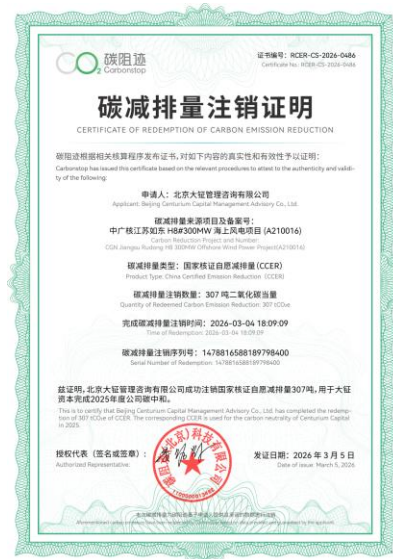 CO₂ 碳阻迹
Carbonstop
证书编号：RCER-CS-2026-0486
Certificate No. RCER-CS-2026-0486
碳减排量注销证明
CERTIFICATE OF REDEMPTION OF CARBON EMISSION REDUCTION
碳阻迹根据相关核算程序发布证书，对如下内容的真实性和有效性予以证明：
Carbonstop has issued this certificate based on the relevant procedures to attest to the authenticity and validi-
ty of the following:
申请人：北京大钲管理咨询有限公司
Applicant: Beijing Centurium Capital Management Advisory Co., Ltd.
碳减排量来源项目及备案号：
中广核江苏如东 H8#300MW 海上风电项目 (A210016)
Carbon Reduction Project and Number:
CGN Jiangsu Rudong H8 300MW Offshore Wind Power Project(A210016)
碳减排量类型：国家核证自愿减排量 (CCER)
Product Type: China Certified Emission Reduction （CCER）
碳减排量注销数量：307 吨二氧化碳当量
Quantity of Redeemed Carbon Emission Reduction: 307 tCO₂e
完成碳减排量注销时间：2026-03-04 18:09:09
Time of Redemption: 2026-03-04 18:09:09
碳减排量注销序列号：1478816588189798400
Serial Number of Redemption: 1478816588189798400
兹证明，北京大钲管理咨询有限公司成功注销国家核证自愿减排量307吨，用于大钲
资本完成2025年度公司碳中和。
This is to certify that Beijing Centurium Capital Management Advisory Co., Ltd. has completed the redemp-
tion of 307 tCO₂e of CCER. The corresponding CCER is used for the carbon neutrality of Centurium Capital
in 2025.
授权代表（签名或签章）：
Authorized Representative:
发证日期：2026 年 3 月 5 日
Date of Issue: March 5, 2026